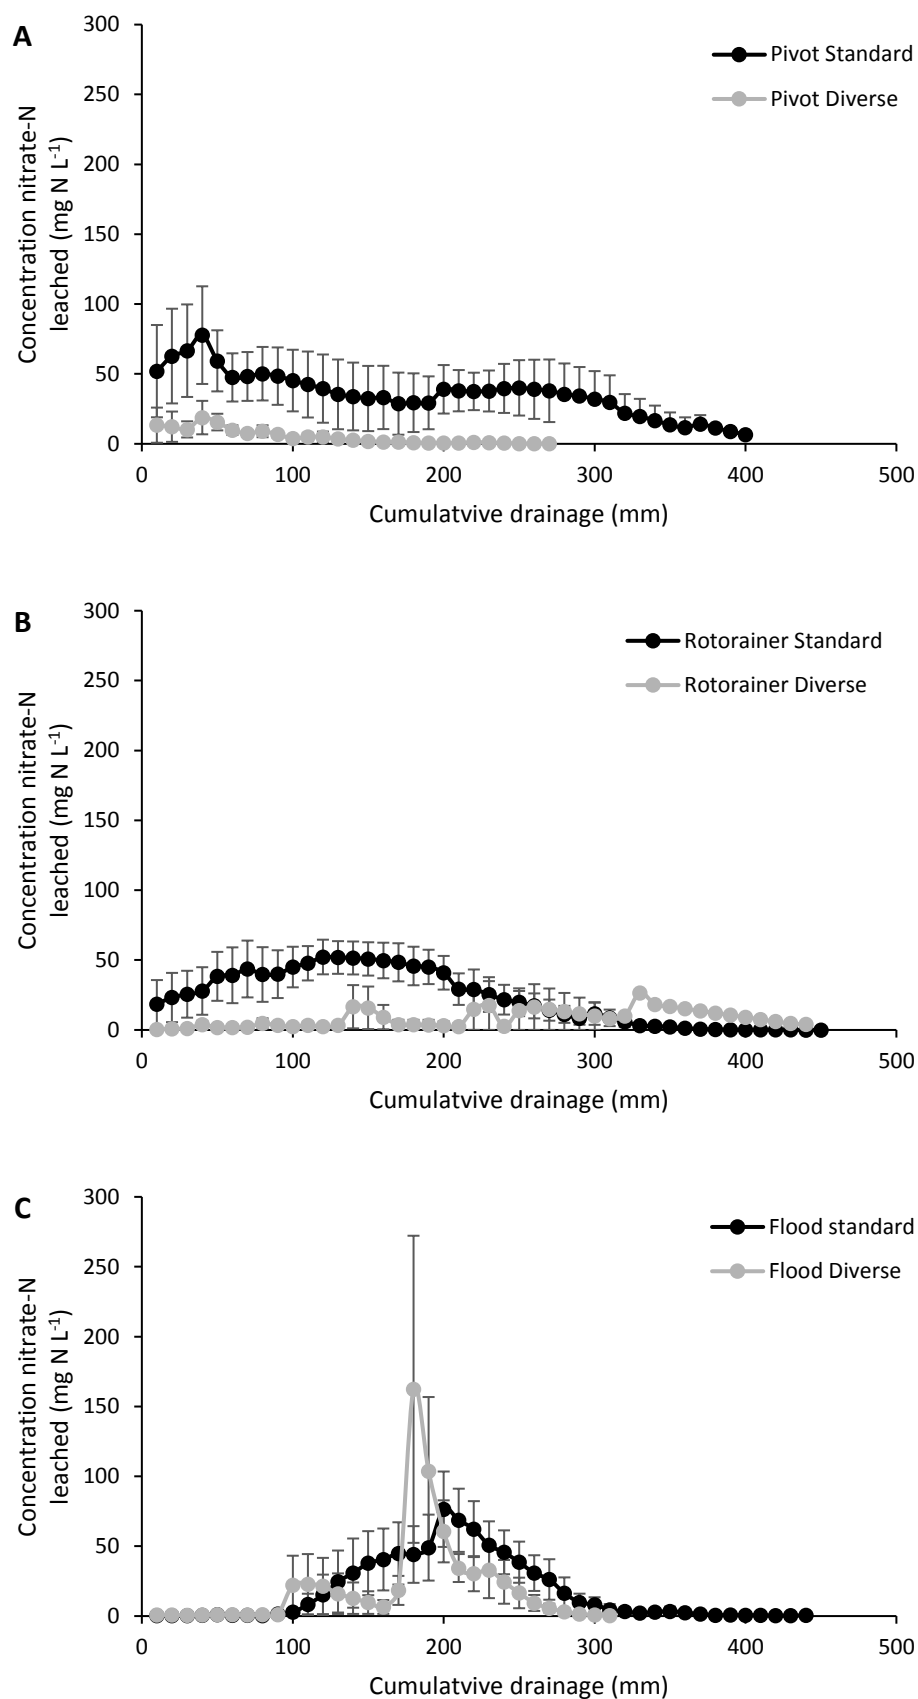 A
300
250
200
150
100
50
0
Concentration nitrate-N
leached (mg N L-1)
Pivot Standard
Pivot Diverse
0 100 200 300 400 500
Cumulatvive drainage (mm)
B
300
250
200
150
100
50
0
Concentration nitrate-N
leached (mg N L-1)
Rotorainer Standard
Rotorainer Diverse
0 100 200 300 400 500
Cumulatvive drainage (mm)
C
300
250
200
150
100
50
0
Concentration nitrate-N
leached (mg N L-1)
Flood standard
Flood Diverse
0 100 200 300 400 500
Cumulatvive drainage (mm)